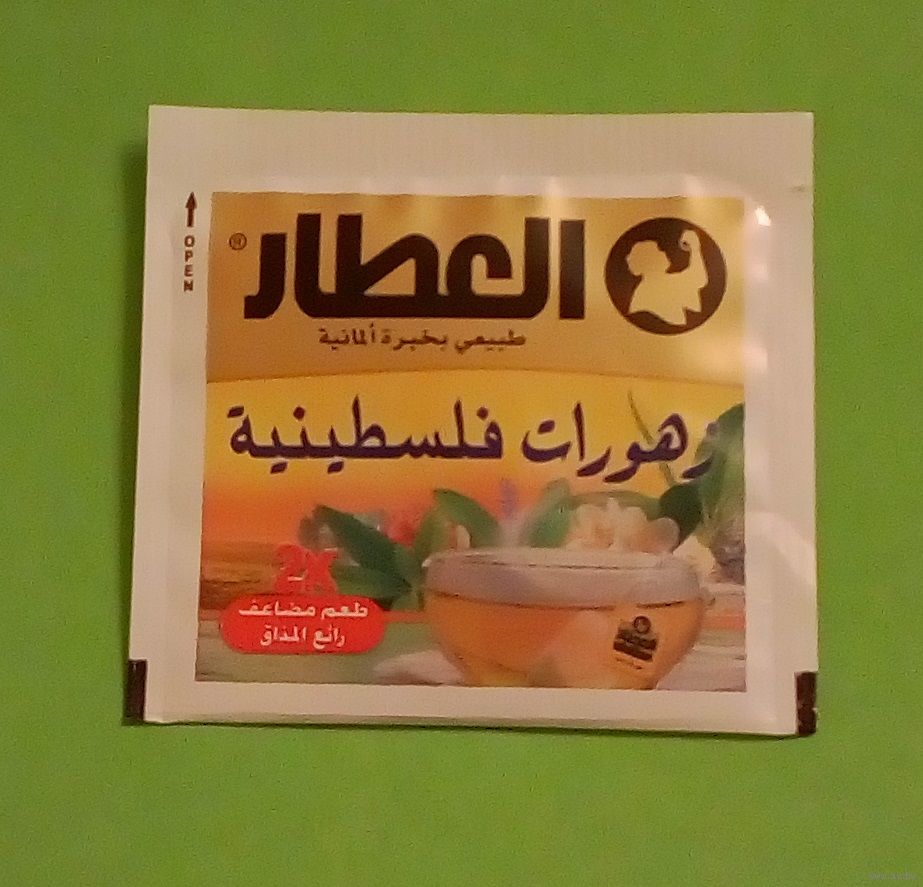 العطار ®
طبيعي بخبرة ألمانية
زهورات فلسطينية
2X
طعم مضاعف
رائع المذاق
OPEN